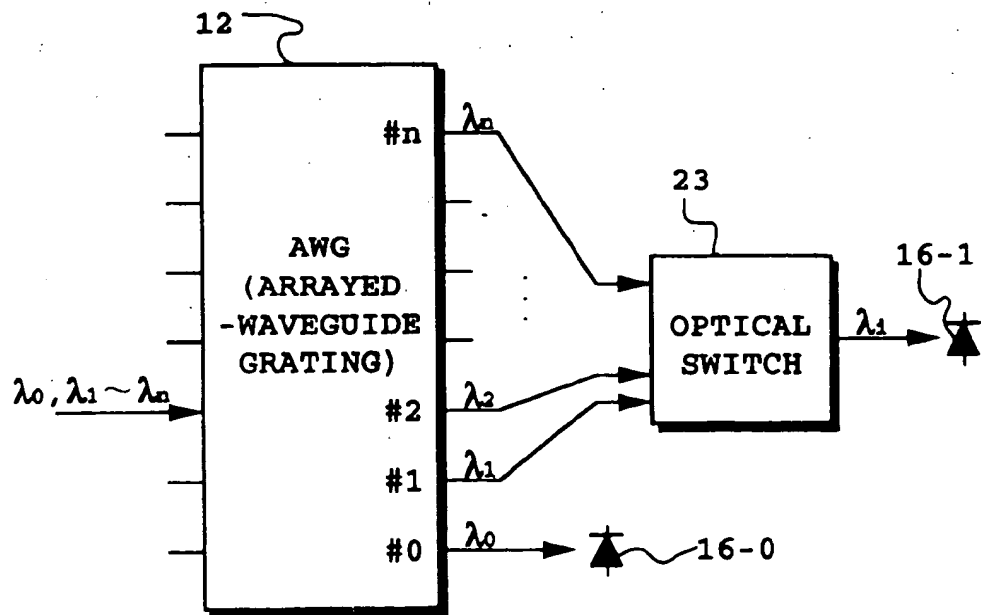 12
#n
λn
23
AWG
(ARRAYED
-WAVEGUIDE
GRATING)
16-1
OPTICAL
SWITCH
λi
λ0, λ1~λn
#2
λ2
#1
λ1
#0
λ0
16-0